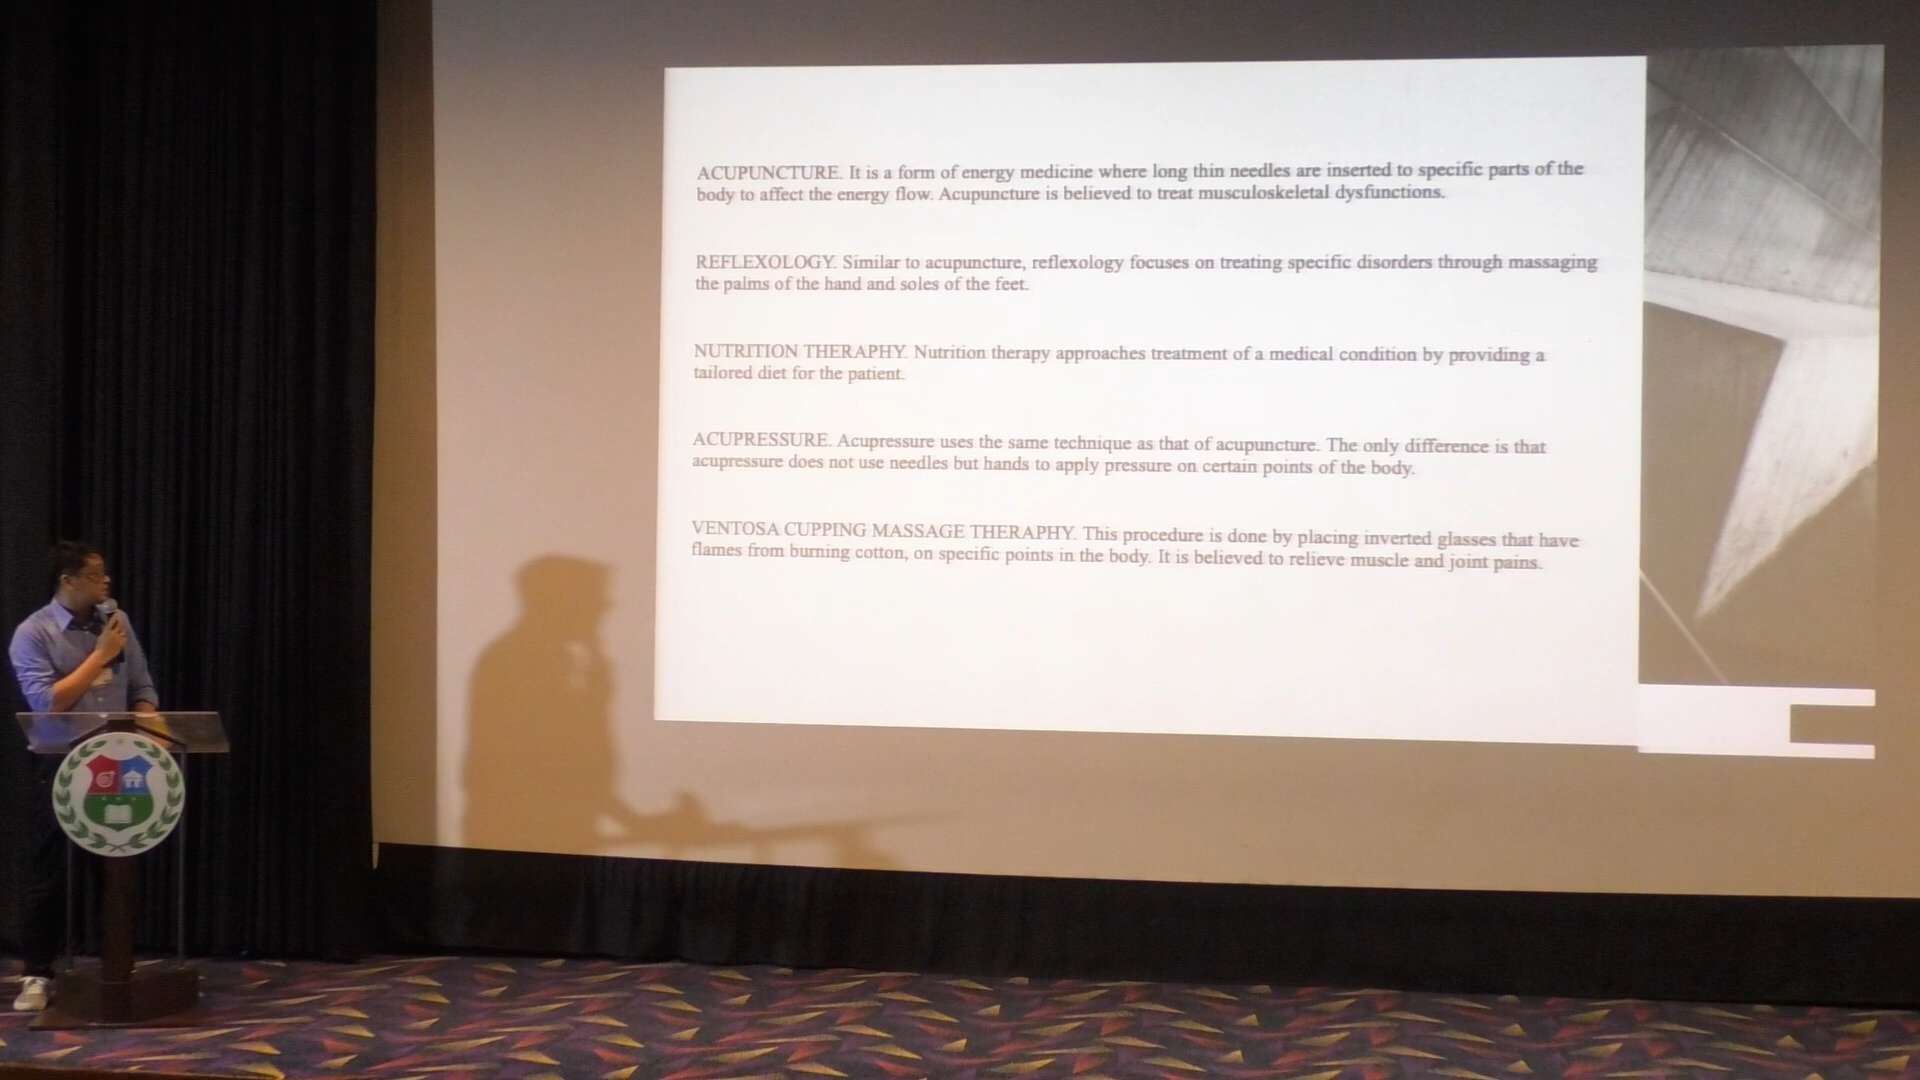 ACUPUNCTURE. It is a form of energy medicine where long thin needles are inserted to specific parts of the
body to affect the energy flow. Acupuncture is believed to treat musculoskeletal dysfunctions.
REFLEXOLOGY. Similar to acupuncture, reflexology focuses on treating specific disorders through massaging
the palms of the hand and soles of the feet.
NUTRITION THERAPHY. Nutrition therapy approaches treatment of a medical condition by providing a
tailored diet for the patient.
ACUPRESSURE. Acupressure uses the same technique as that of acupuncture. The only difference is that
acupressure does not use needles but hands to apply pressure on certain points of the body.
VENTOSA CUPPING MASSAGE THERAPHY. This procedure is done by placing inverted glasses that have
flames from burning cotton, on specific points in the body. It is believed to relieve muscle and joint pains.